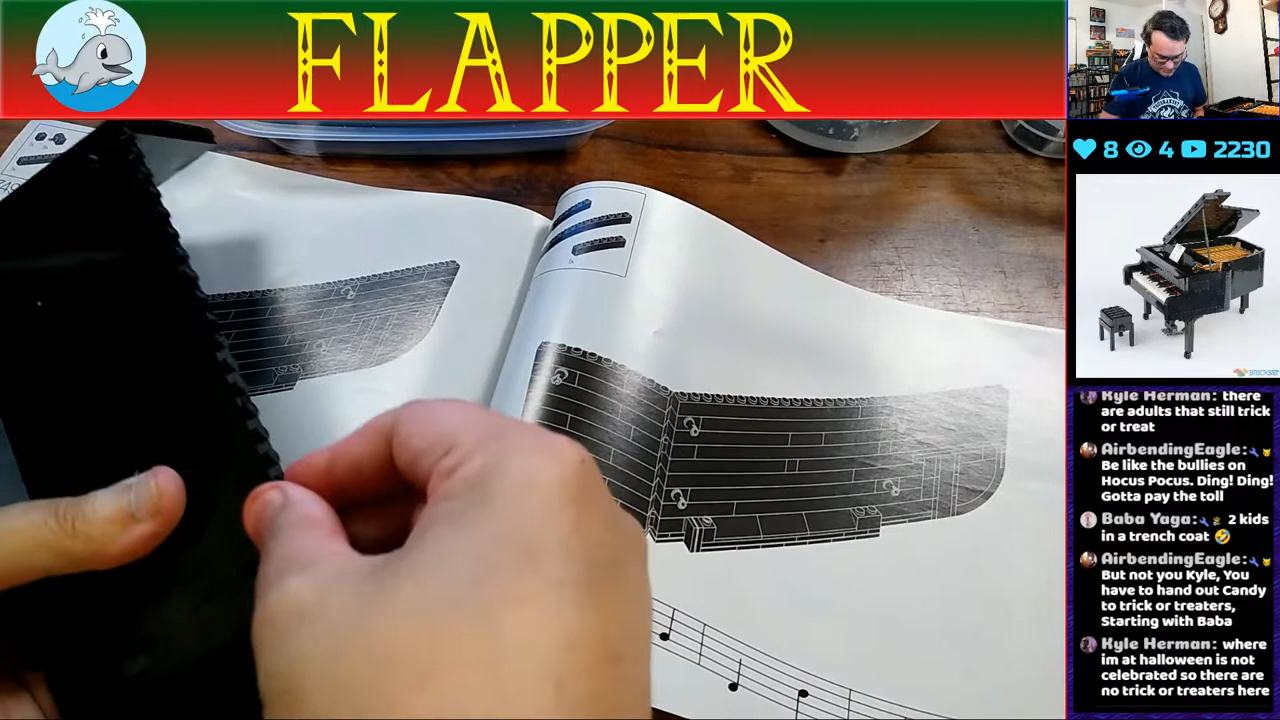 FLAPPER
8 4 2230
Kyle Herman: there
are adults that still trick
or treat
AirbendingEagle:
Be like the bullies on
Hocus Pocus. Ding! Ding!
Gotta pay the toll
Baba Yaga: 2 kids
in a trench coat 🤣
AirbendingEagle:
But not you Kyle, You
have to hand out Candy
to trick or treaters,
Starting with Baba
Kyle Herman: where
im at halloween is not
celebrated so there are
no trick or treaters here